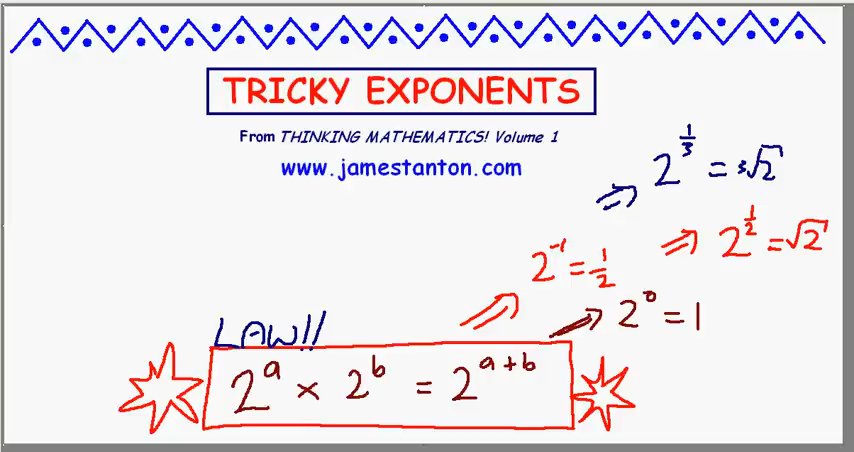 TRICKY EXPONENTS
From THINKING MATHEMATICS! Volume 1
www.jamestanton.com
⇒ 2^{1/3} = ³√2
⇒ 2^{1/2} = √2
⇒ 2^{-1} = 1/2
⇒ 2^0 = 1
LAW!!
2^a × 2^b = 2^{a+b}